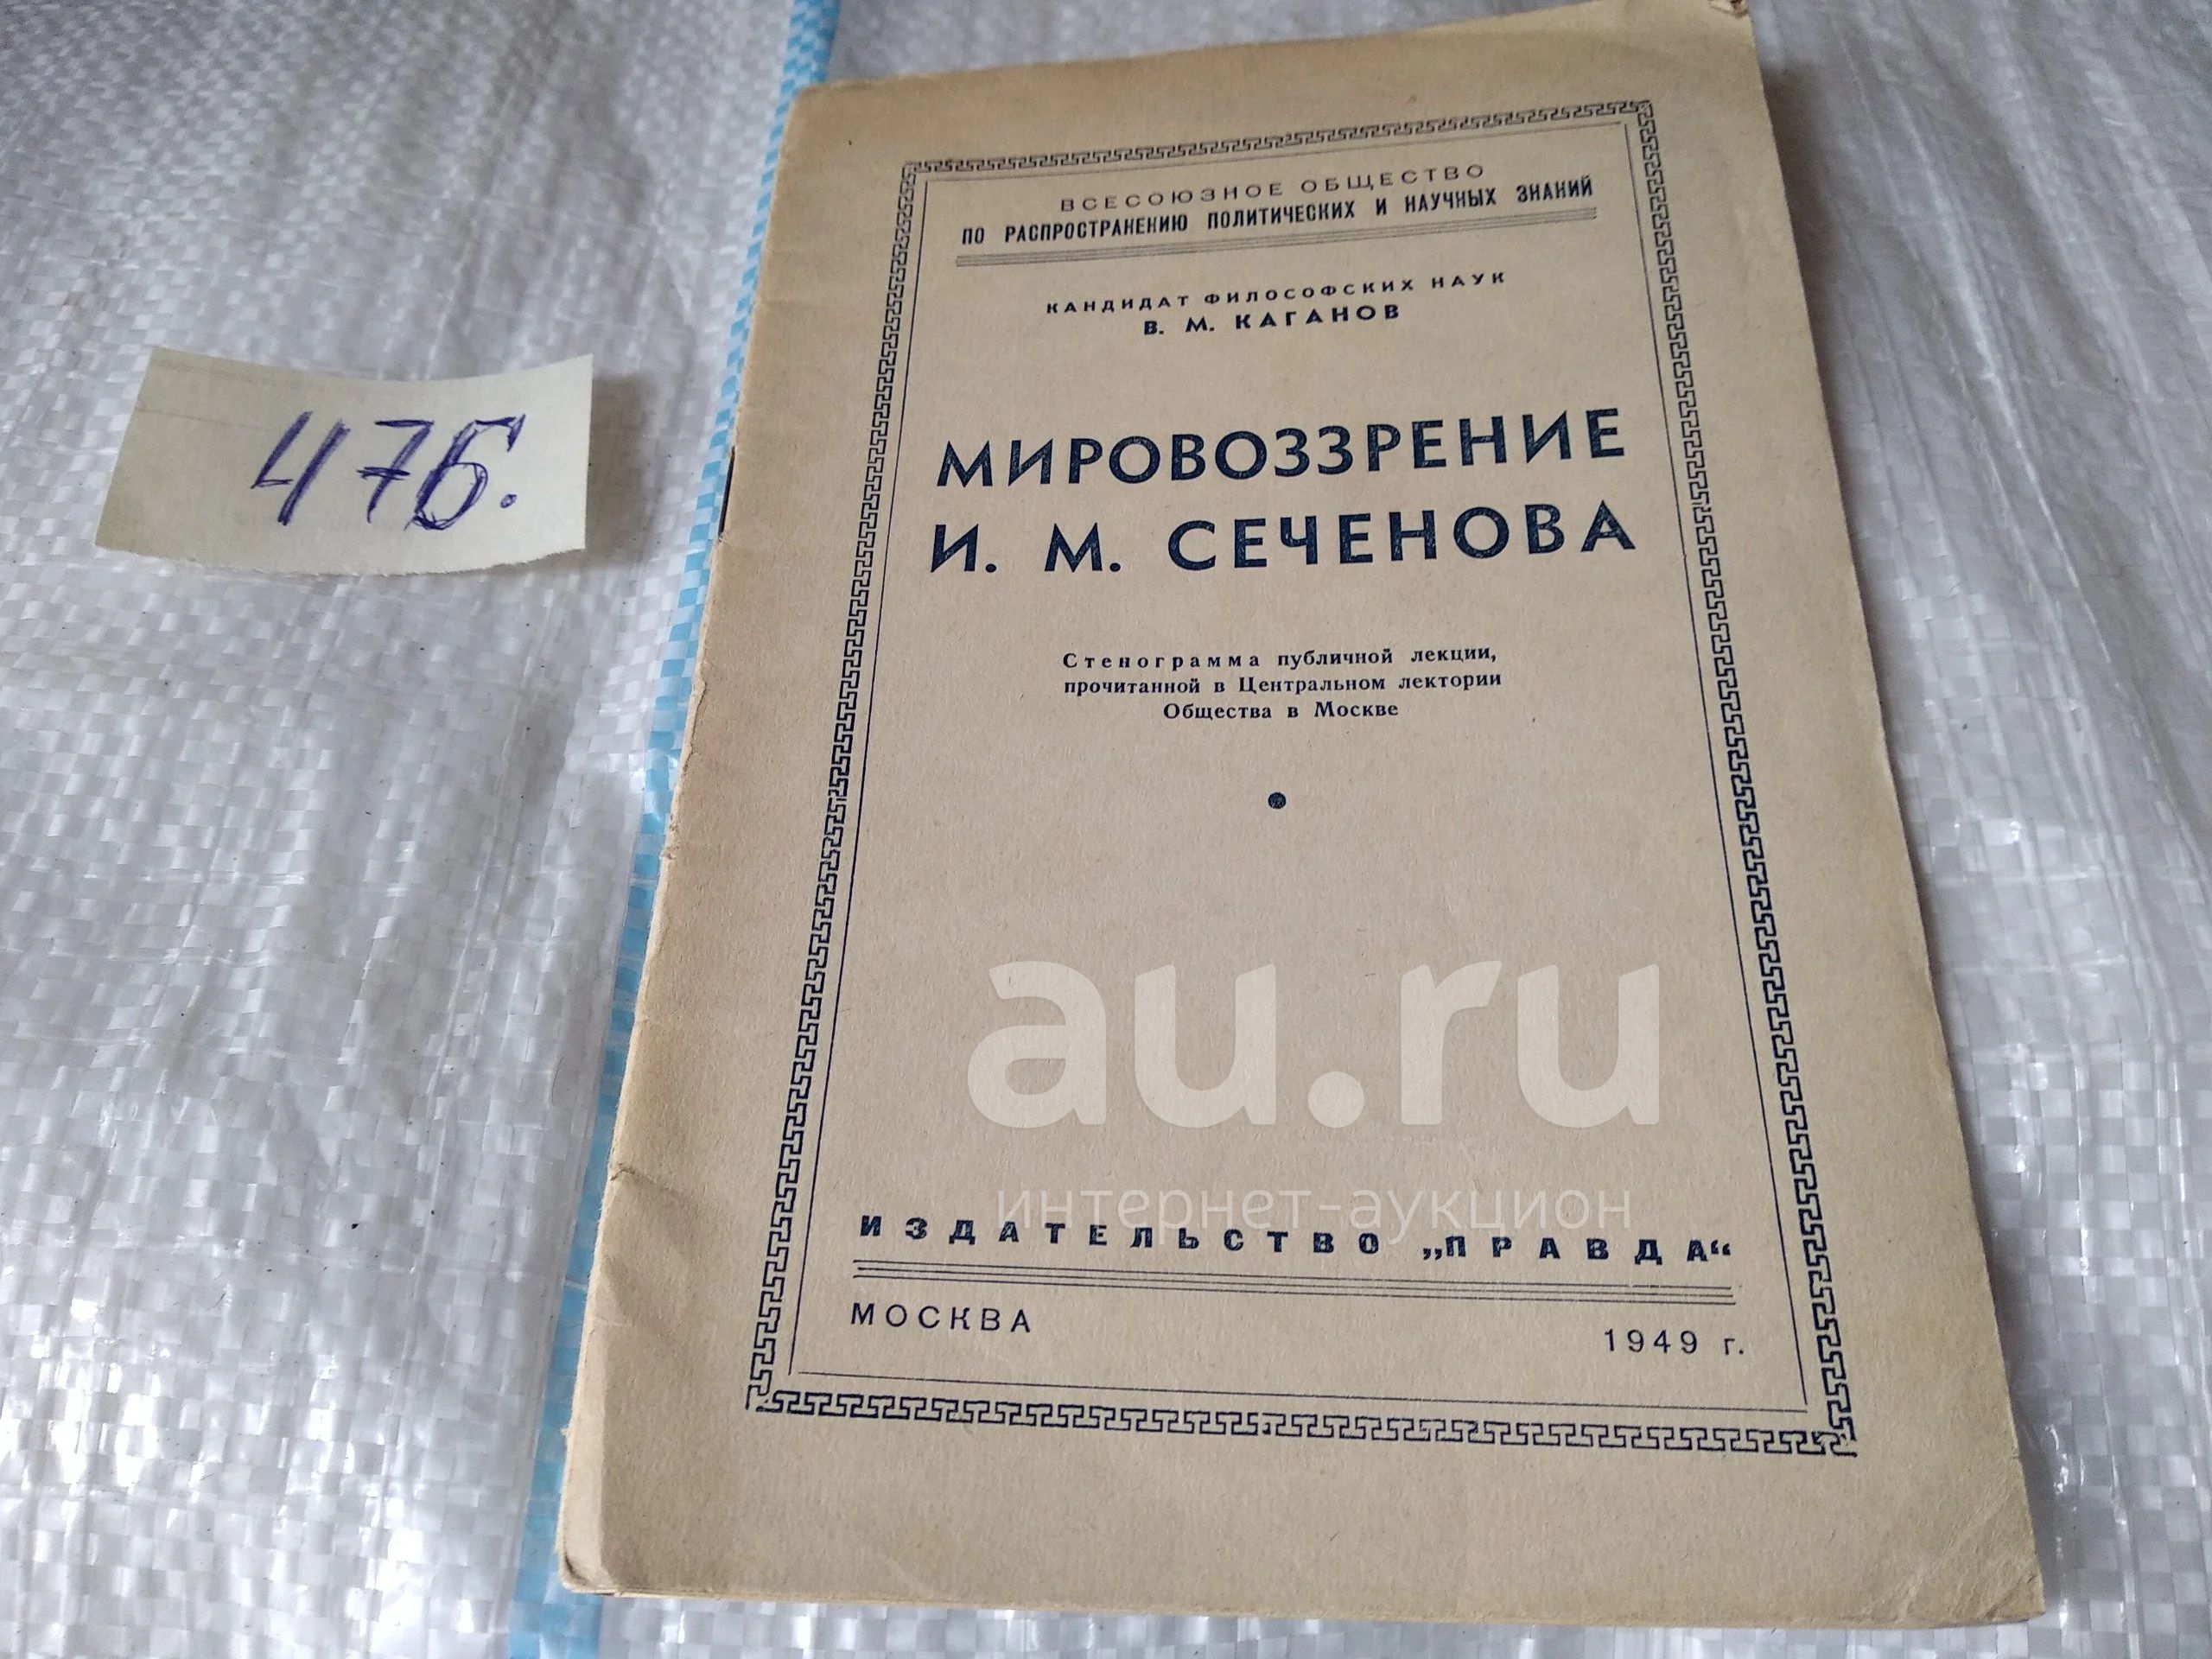 476.
ВСЕСОЮЗНОЕ ОБЩЕСТВО
ПО РАСПРОСТРАНЕНИЮ ПОЛИТИЧЕСКИХ И НАУЧНЫХ ЗНАНИЙ
КАНДИДАТ ФИЛОСОФСКИХ НАУК
В. М. КАГАНОВ
МИРОВОЗЗРЕНИЕ
И. М. СЕЧЕНОВА
Стенограмма публичной лекции,
прочитанной в Центральном лектории
Общества в Москве
au.ru
интернет-аукцион
ИЗДАТЕЛЬСТВО „ПРАВДА“
МОСКВА
1949 г.